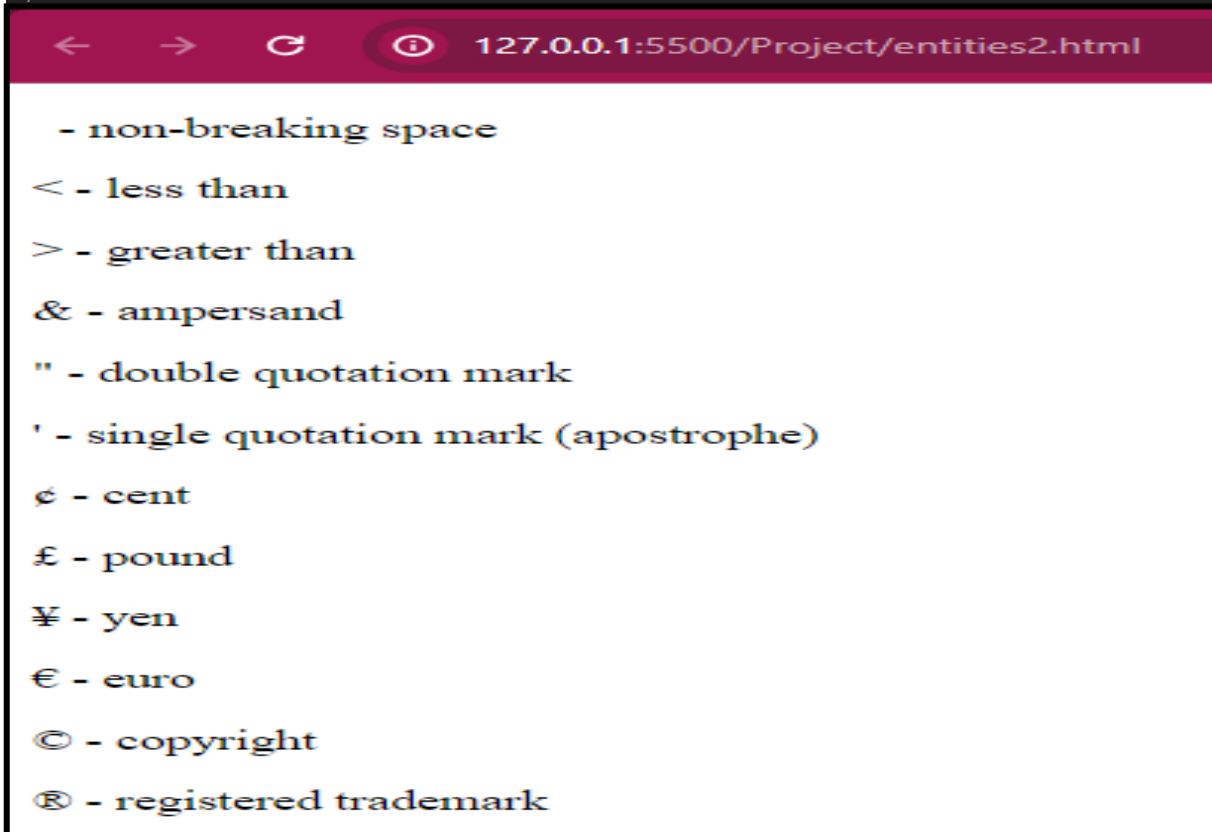 127.0.0.1:5500/Project/entities2.html
- non-breaking space
< - less than
> - greater than
& - ampersand
" - double quotation mark
' - single quotation mark (apostrophe)
¢ - cent
£ - pound
¥ - yen
€ - euro
© - copyright
® - registered trademark